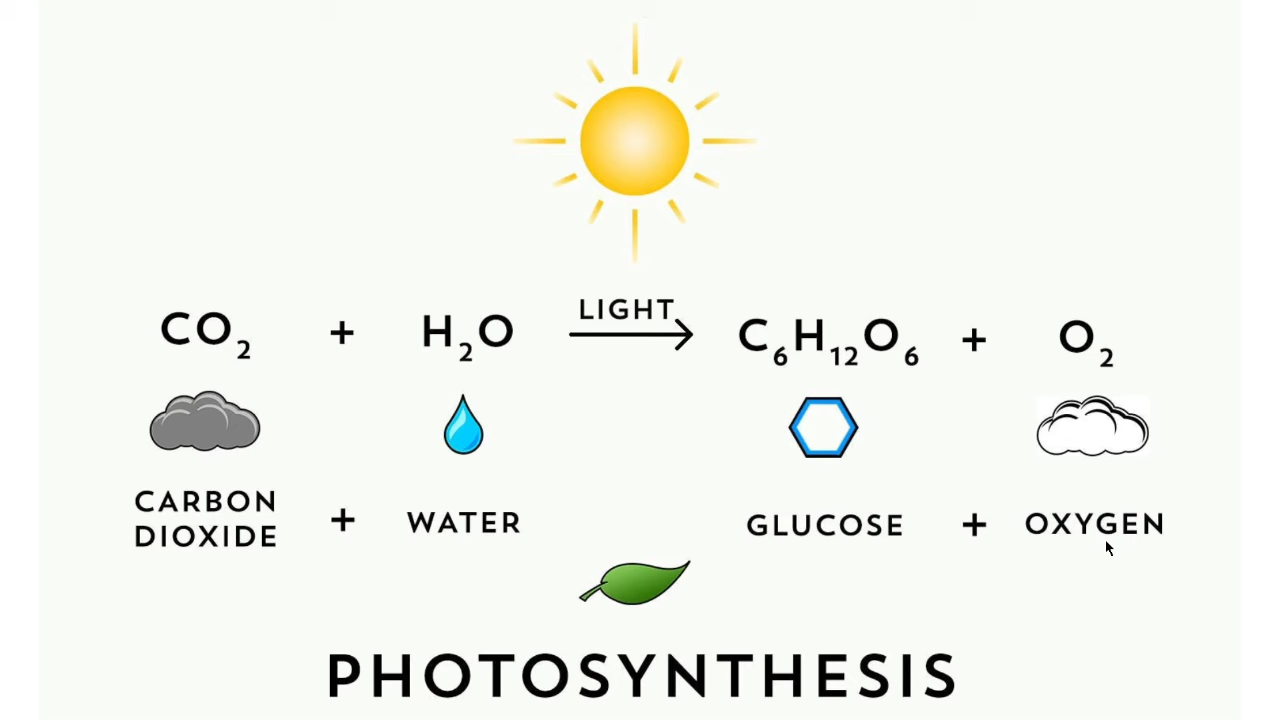 LIGHT
CO₂ + H₂O → C₆H₁₂O₆ + O₂
CARBON
DIOXIDE + WATER GLUCOSE + OXYGEN
PHOTOSYNTHESIS